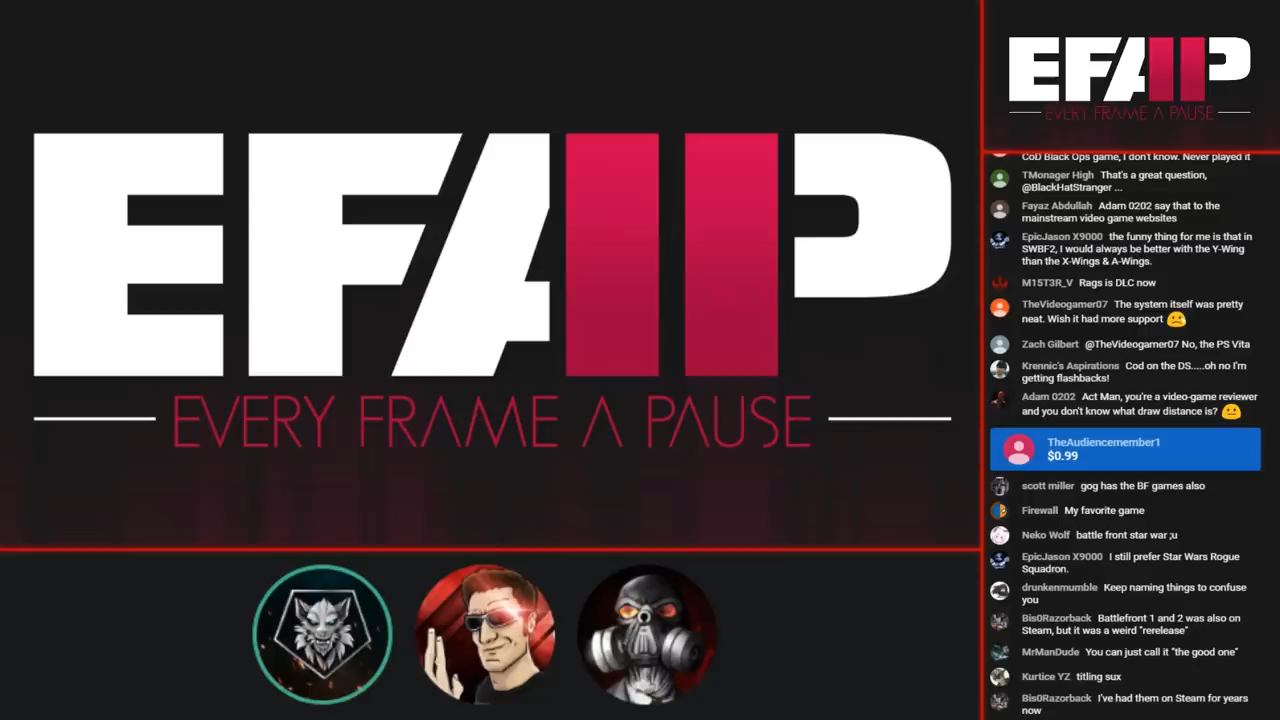 EFAP
EVERY FRAME A PAUSE
EFAP
EVERY FRAME A PAUSE
CoD Black Ops game, I don't know. Never played it
TMonager High That's a great question,
@BlackHatStranger ...
Fayaz Abdullah Adam 0202 say that to the
mainstream video game websites
EpicJason X9000 the funny thing for me is that in
SWBF2, I would always be better with the Y-Wing
than the X-Wings & A-Wings.
M15T3R_V Rags is DLC now
TheVideogamer07 The system itself was pretty
neat. Wish it had more support
Zach Gilbert @TheVideogamer07 No, the PS Vita
Krennic's Aspirations Cod on the DS.....oh no I'm
getting flashbacks!
Adam 0202 Act Man, you're a video-game reviewer
and you don't know what draw distance is?
TheAudiencemember1
$0.99
scott miller gog has the BF games also
Firewall My favorite game
Neko Wolf battle front star war ;u
EpicJason X9000 I still prefer Star Wars Rogue
Squadron.
drunkenmumble Keep naming things to confuse
you
Bis0Razorback Battlefront 1 and 2 was also on
Steam, but it was a weird "rerelease"
MrManDude You can just call it "the good one"
Kurtice YZ titling sux
Bis0Razorback I've had them on Steam for years
now